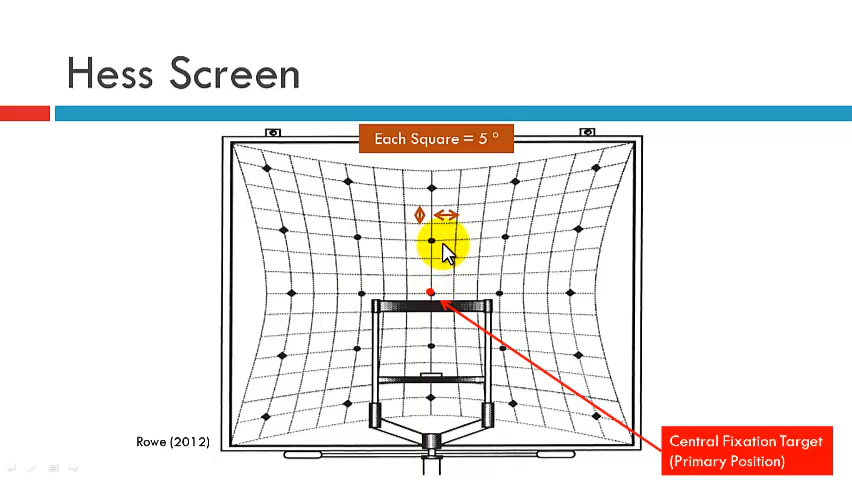 Hess Screen
Each Square = 5 °
Rowe (2012)
Central Fixation Target
(Primary Position)